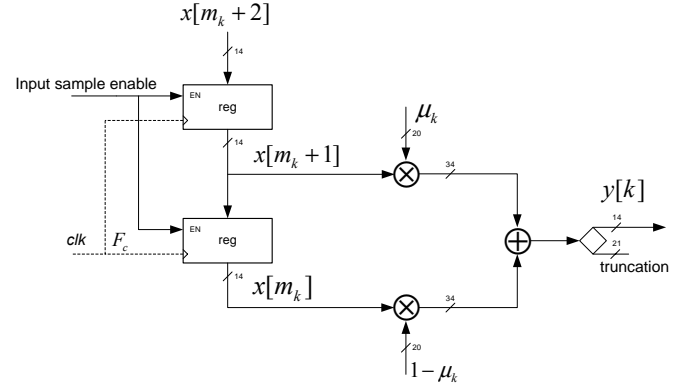 x[m_k + 2]
14
Input sample enable
EN
reg
14
x[m_k + 1]
μ_k
20
34
y[k]
14
21
truncation
EN
reg
clk
F_c
14
x[m_k]
34
20
1 − μ_k